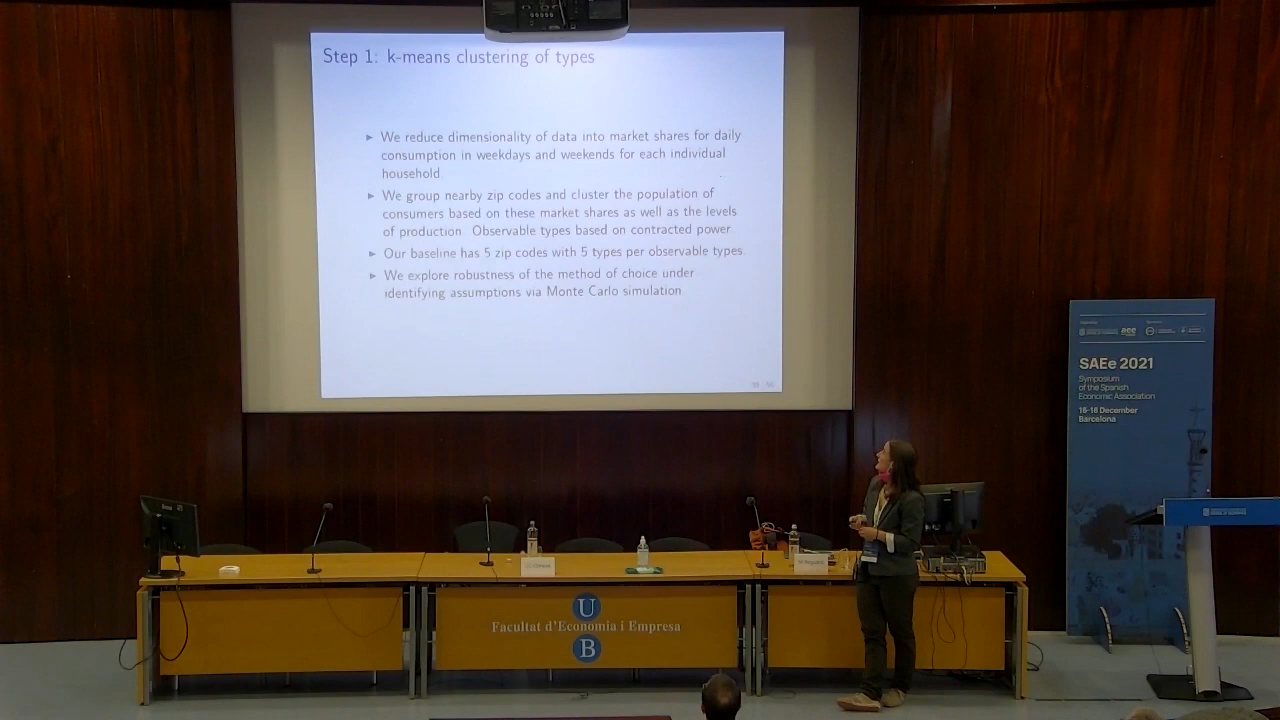 Step 1: k-means clustering of types
► We reduce dimensionality of data into market shares for daily
consumption in weekdays and weekends for each individual
household.
► We group nearby zip codes and cluster the population of
consumers based on these market shares as well as the levels
of production. Observable types based on contracted power.
► Our baseline has 5 zip codes with 5 types per observable types.
► We explore robustness of the method of choice under
identifying assumptions via Monte Carlo simulation.
SAEe 2021
Symposium
of the Spanish
Economic Association
16-18 December
Barcelona
U
Facultat d'Economia i Empresa
B